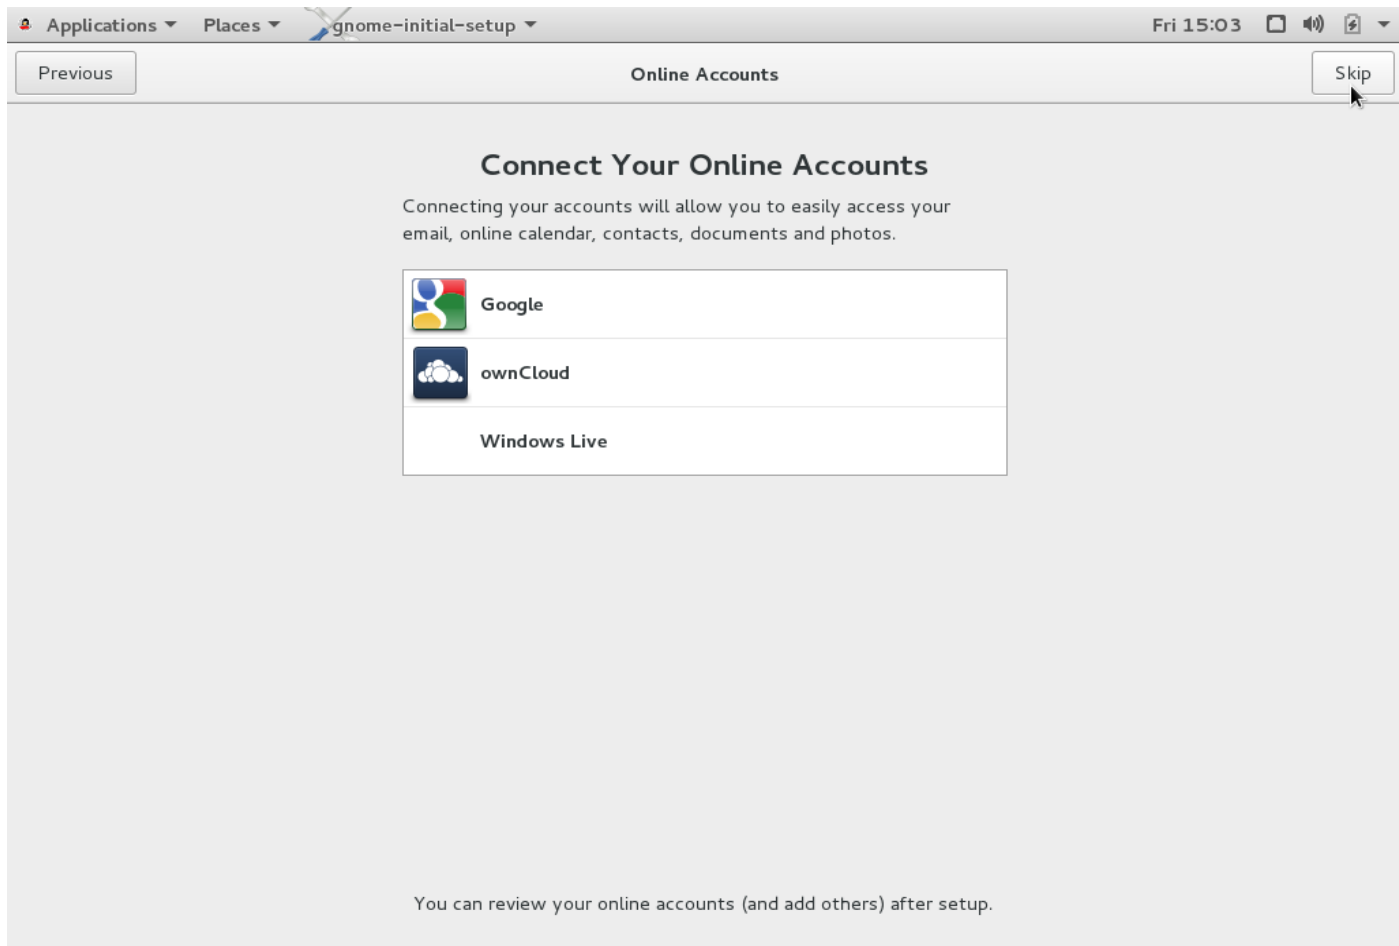 Applications Places gnome-initial-setup Fri 15:03
Previous Online Accounts Skip
Connect Your Online Accounts
Connecting your accounts will allow you to easily access your
email, online calendar, contacts, documents and photos.
Google
ownCloud
Windows Live
You can review your online accounts (and add others) after setup.